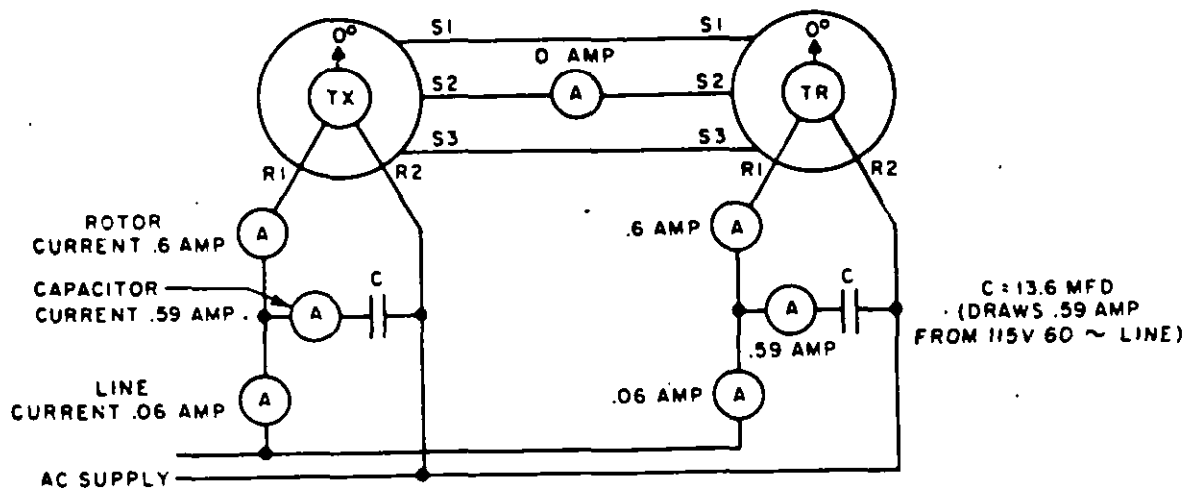 S1
S1
0°
0°
0 AMP
TX
S2
A
S2
TR
S3
S3
R1
R2
R1
R2
ROTOR
CURRENT .6 AMP
A
.6 AMP
A
CAPACITOR
CURRENT .59 AMP.
A
C
A
C
.59 AMP
C = 13.6 MFD
(DRAWS .59 AMP
FROM 115V 60 ~ LINE)
LINE
CURRENT .06 AMP
A
.06 AMP
A
AC SUPPLY